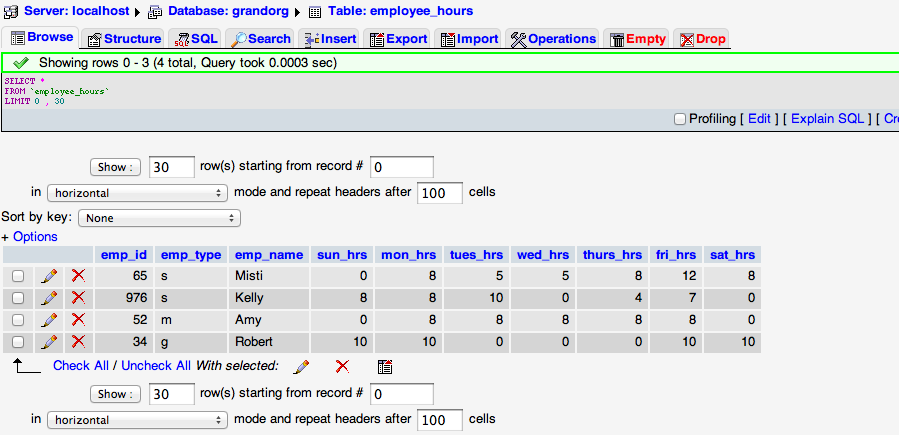 Server: localhost ▸ Database: grandorg ▸ Table: employee_hours
Browse Structure SQL Search Insert Export Import Operations Empty Drop
Showing rows 0 - 3 (4 total, Query took 0.0003 sec)
SELECT *
FROM `employee_hours`
LIMIT 0 , 30
Profiling [ Edit ] [ Explain SQL ] [ Cr
Show : 30 row(s) starting from record # 0
in horizontal mode and repeat headers after 100 cells
Sort by key: None
+ Options
emp_id emp_type emp_name sun_hrs mon_hrs tues_hrs wed_hrs thurs_hrs fri_hrs sat_hrs
65 s Misti 0 8 5 5 8 12 8
976 s Kelly 8 8 10 0 4 7 0
52 m Amy 0 8 8 8 8 8 0
34 g Robert 10 10 0 0 0 10 10
Check All / Uncheck All With selected:
Show : 30 row(s) starting from record # 0
in horizontal mode and repeat headers after 100 cells